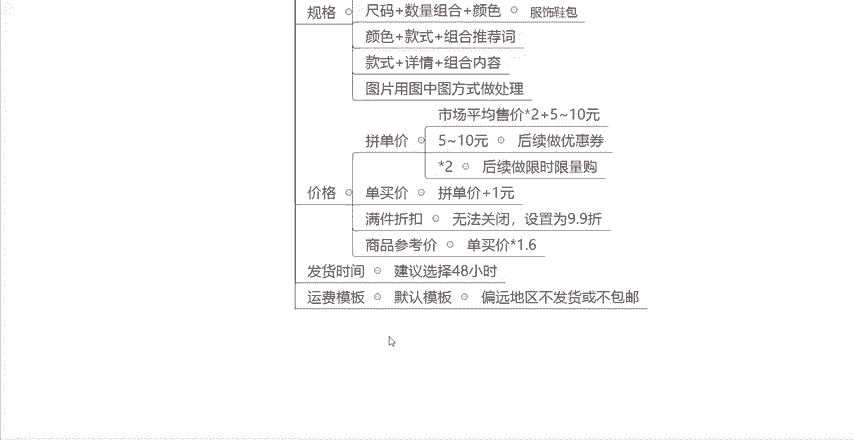 规格
尺码+数量组合+颜色
服饰鞋包
颜色+款式+组合推荐词
款式+详情+组合内容
图片用图中图方式做处理
价格
拼单价
市场平均售价*2+5~10元
5~10元
后续做优惠券
*2
后续做限时限量购
单买价
拼单价+1元
满件折扣
无法关闭，设置为9.9折
商品参考价
单买价*1.6
发货时间
建议选择48小时
运费模板
默认模板
偏远地区不发货或不包邮